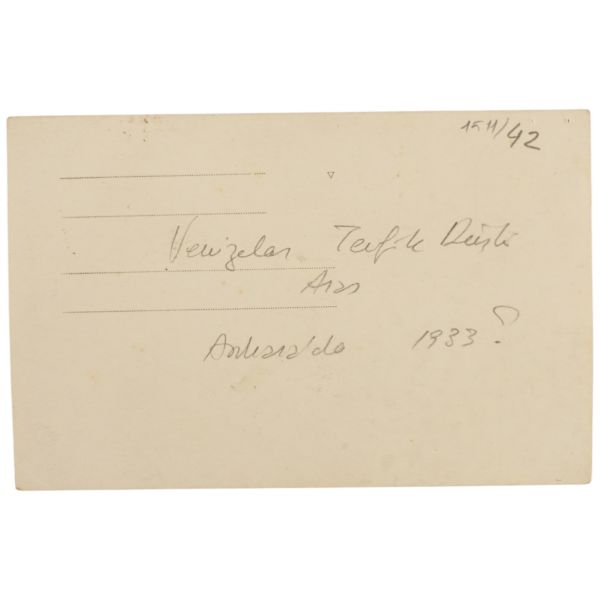 1511/42
Venizelos Tevfik Rüştü
Aras
Ankara'da 1933?